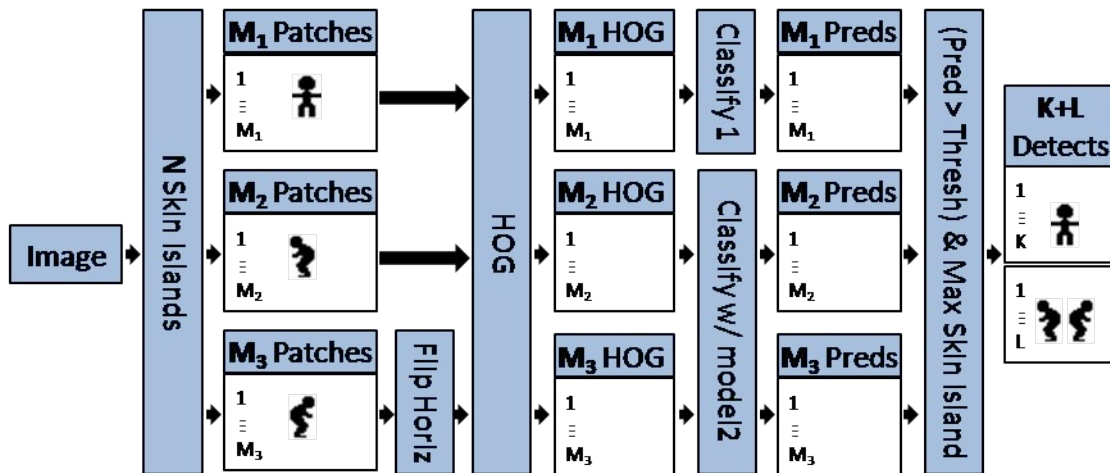 Image
N Skin Islands
M1 Patches
1
M1
M2 Patches
1
M2
M3 Patches
1
M3
Flip Horiz
HOG
M1 HOG
1
M1
M2 HOG
1
M2
M3 HOG
1
M3
Classify 1
Classify w/ model2
M1 Preds
1
M1
M2 Preds
1
M2
M3 Preds
1
M3
(Pred > Thresh) & Max Skin Island
K+L
Detects
1
K
1
L